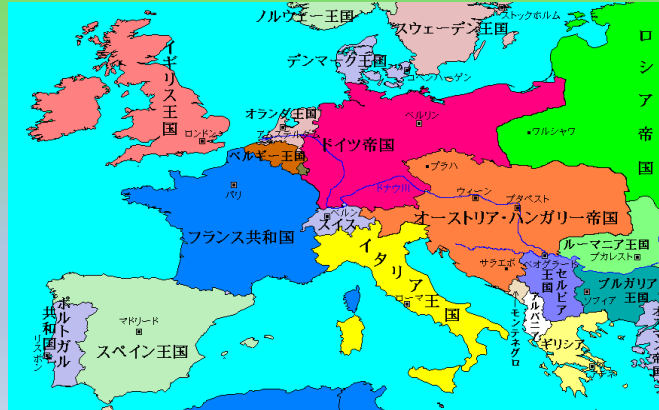 ノルウェー王国
スウェーデン王国
ストックホルム
デンマーク王国
コペンハーゲン
ロシア帝国
イギリス王国
ロンドン
オランダ王国
アムステルダム
ベルリン
ワルシャワ
ドイツ帝国
ベルギー王国
プラハ
パリ
ドナウ川
ウィーン
ブタペスト
ベルン
スイス
オーストリア・ハンガリー帝国
フランス共和国
ルーマニア王国
ブカレスト
イタリア王国
サラエボ
ベオグラード
セルビア王国
ブルガリア王国
ソフィア
ローマ
モンテネグロ
アルバニア
ギリシア
アテネ
ポルトガル共和国
リスボン
マドリード
スペイン王国